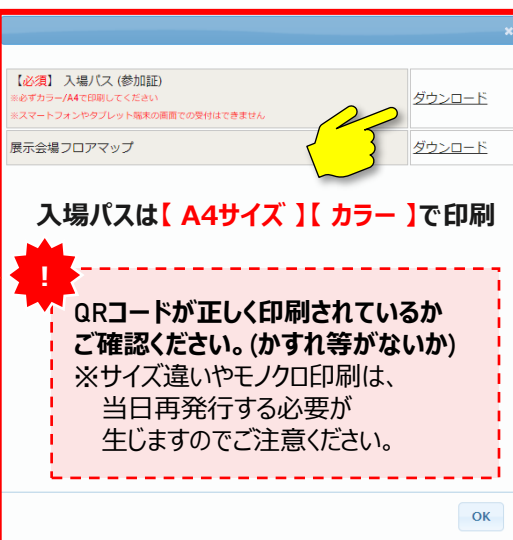 ×
【必須】 入場パス (参加証)
※必ずカラー/A4で印刷してください
※スマートフォンやタブレット端末の画面での受付はできません
ダウンロード
展示会場フロアマップ
ダウンロード
入場パスは【 A4サイズ 】【 カラー 】で印刷
!
QRコードが正しく印刷されているか
ご確認ください。(かすれ等がないか)
※サイズ違いやモノクロ印刷は、
当日再発行する必要が
生じますのでご注意ください。
OK